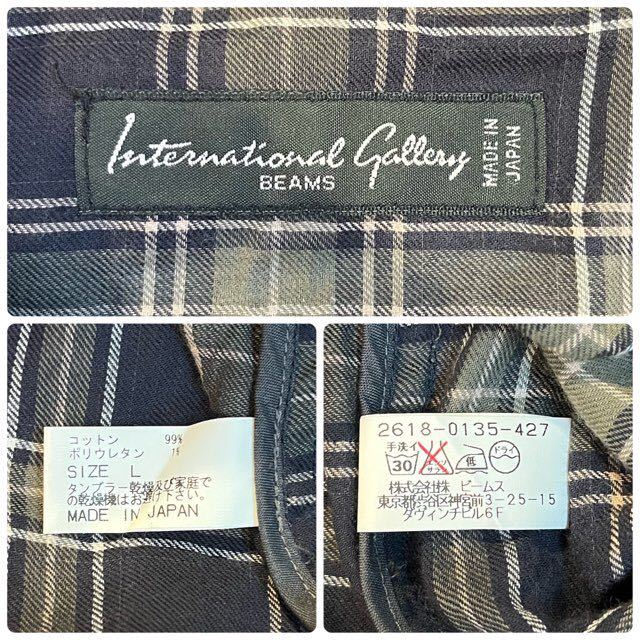 International Gallery
BEAMS
MADE IN
JAPAN
コットン 99%
ポリウレタン 1%
SIZE L
タンブラー乾燥及び家庭で
の乾燥機はお避け下さい。
MADE IN JAPAN
2618-0135-427
手洗イ
30
低
ドライ
株式会社 ビームス
東京都渋谷区神宮前3-25-15
ダヴィンチビル6F